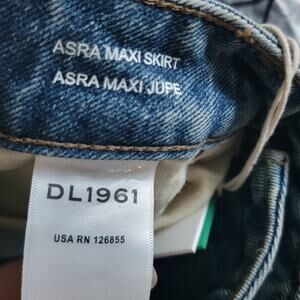 ASRA MAXI SKIRT
ASRA MAXI JUPE
DL1961
USA RN 126855